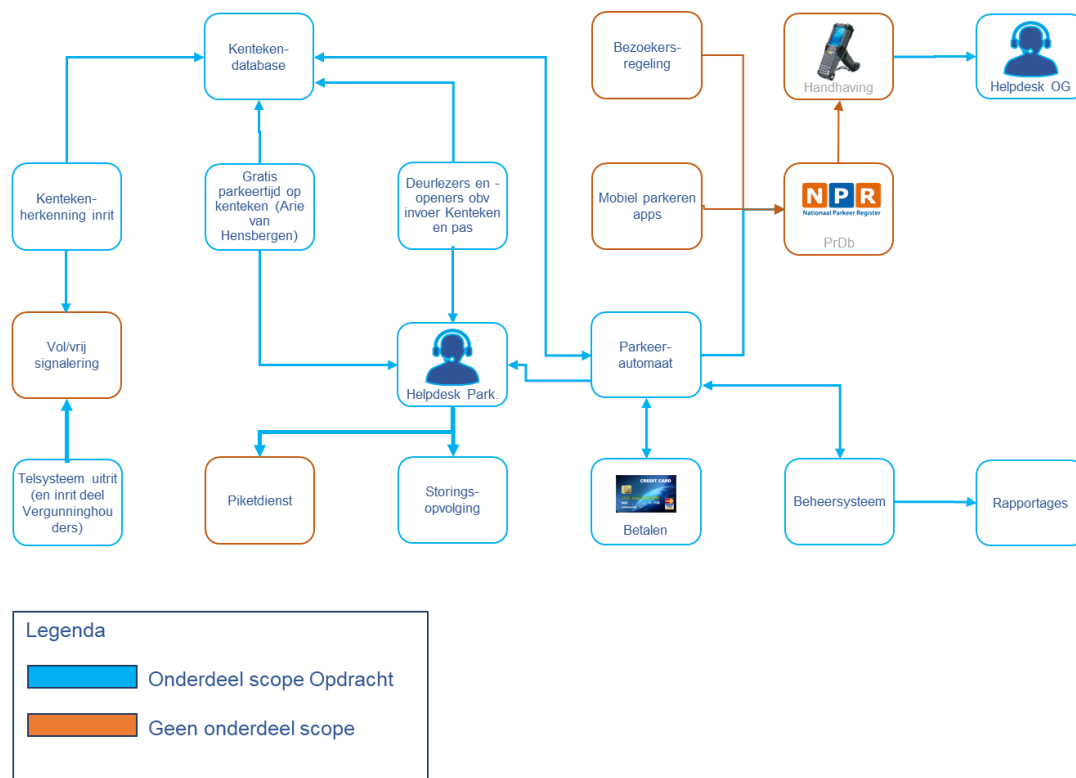 Kenteken-
database
Bezoekers-
regeling
Handhaving
Helpdesk OG
Kenteken-
herkenning inrit
Gratis
parkeertijd op
kenteken (Arie
van
Hensbergen)
Deurlezers en -
openers obv
invoer Kenteken
en pas
Mobiel parkeren
apps
NPR
Nationaal Parkeer Register
PrDb
Vol/vrij
signalering
Helpdesk Park.
Parkeer-
automaat
Telsysteem uitrit
(en inrit deel
Vergunninghou
ders)
Piketdienst
Storings-
opvolging
CREDIT CARD
Betalen
Beheersysteem
Rapportages
Legenda
Onderdeel scope Opdracht
Geen onderdeel scope